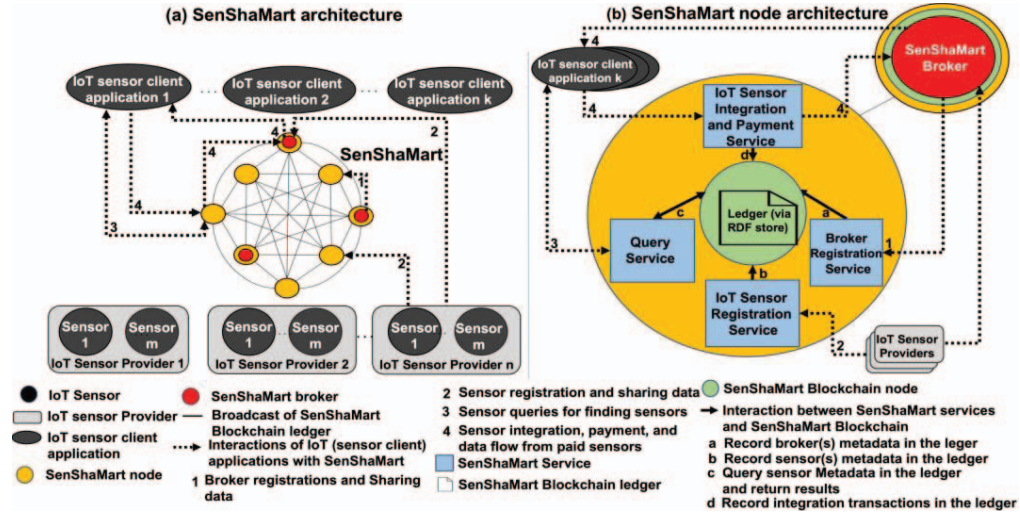 (a) SenShaMart architecture
IoT sensor client
application 1
IoT sensor client
application 2
IoT sensor client
application k
2
4
4
SenShaMart
1
4
3
2
Sensor
1
Sensor
m
IoT Sensor Provider 1
Sensor
1
Sensor
m
IoT Sensor Provider 2
Sensor
1
Sensor
m
IoT Sensor Provider n
(b) SenShaMart node architecture
4
IoT sensor client
application k
SenShaMart
Broker
4
IoT Sensor
Integration
and Payment
Service
4
d
Ledger (via
RDF store)
c
a
3
Query
Service
Broker
Registration
Service
1
b
IoT Sensor
Registration
Service
2
IoT Sensor
Providers
IoT Sensor
IoT sensor Provider
IoT sensor client
application
SenShaMart node
SenShaMart broker
Broadcast of SenShaMart
Blockchain ledger
Interactions of IoT (sensor client)
applications with SenShaMart
1 Broker registrations and Sharing
data
2 Sensor registration and sharing data
3 Sensor queries for finding sensors
4 Sensor integration, payment, and
data flow from paid sensors
SenShaMart Service
SenShaMart Blockchain ledger
SenShaMart Blockchain node
Interaction between SenShaMart services
and SenShaMart Blockchain
a Record broker(s) metadata in the leger
b Record sensor(s) metadata in the ledger
c Query sensor Metadata in the ledger
and return results
d Record integration transactions in the ledger